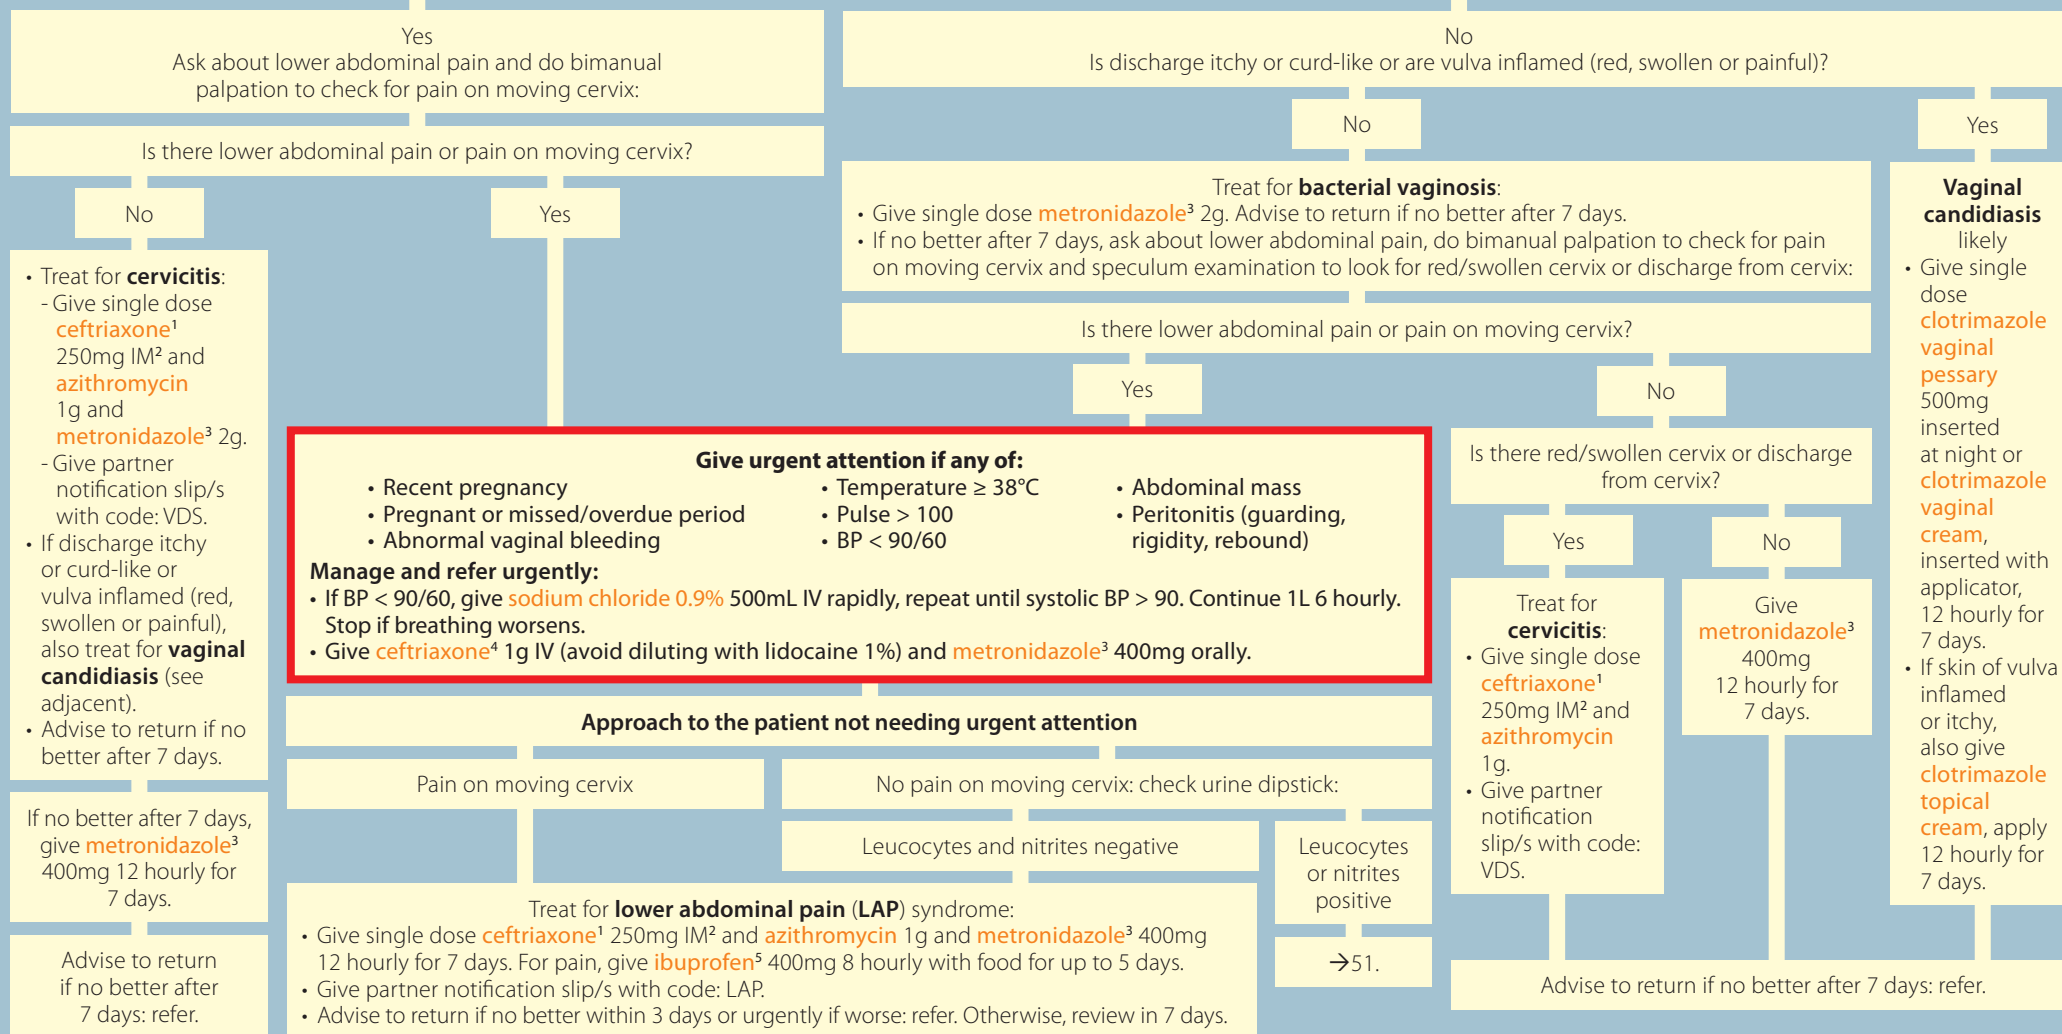 Yes
Ask about lower abdominal pain and do bimanual
palpation to check for pain on moving cervix:
Is there lower abdominal pain or pain on moving cervix?
No
• Treat for cervicitis:
- Give single dose
ceftriaxone¹
250mg IM² and
azithromycin
1g and
metronidazole³ 2g.
- Give partner
notification slip/s
with code: VDS.
• If discharge itchy
or curd-like or
vulva inflamed (red,
swollen or painful),
also treat for vaginal
candidiasis (see
adjacent).
• Advise to return if no
better after 7 days.
If no better after 7 days,
give metronidazole³
400mg 12 hourly for
7 days.
Advise to return
if no better after
7 days: refer.
Yes
No
Is discharge itchy or curd-like or are vulva inflamed (red, swollen or painful)?
No
Treat for bacterial vaginosis:
• Give single dose metronidazole³ 2g. Advise to return if no better after 7 days.
• If no better after 7 days, ask about lower abdominal pain, do bimanual palpation to check for pain
on moving cervix and speculum examination to look for red/swollen cervix or discharge from cervix:
Is there lower abdominal pain or pain on moving cervix?
Yes
Give urgent attention if any of:
• Recent pregnancy
• Pregnant or missed/overdue period
• Abnormal vaginal bleeding
• Temperature ≥ 38°C
• Pulse > 100
• BP < 90/60
• Abdominal mass
• Peritonitis (guarding,
rigidity, rebound)
Manage and refer urgently:
• If BP < 90/60, give sodium chloride 0.9% 500mL IV rapidly, repeat until systolic BP > 90. Continue 1L 6 hourly.
Stop if breathing worsens.
• Give ceftriaxone⁴ 1g IV (avoid diluting with lidocaine 1%) and metronidazole³ 400mg orally.
Approach to the patient not needing urgent attention
Pain on moving cervix
No pain on moving cervix: check urine dipstick:
Leucocytes and nitrites negative
Leucocytes
or nitrites
positive
→51.
Treat for lower abdominal pain (LAP) syndrome:
• Give single dose ceftriaxone¹ 250mg IM² and azithromycin 1g and metronidazole³ 400mg
12 hourly for 7 days. For pain, give ibuprofen⁵ 400mg 8 hourly with food for up to 5 days.
• Give partner notification slip/s with code: LAP.
• Advise to return if no better within 3 days or urgently if worse: refer. Otherwise, review in 7 days.
No
Is there red/swollen cervix or discharge
from cervix?
Yes
Treat for
cervicitis:
• Give single dose
ceftriaxone¹
250mg IM² and
azithromycin
1g.
• Give partner
notification
slip/s with code:
VDS.
No
Give
metronidazole³
400mg
12 hourly for
7 days.
Yes
Vaginal
candidiasis
likely
• Give single
dose
clotrimazole
vaginal
pessary
500mg
inserted
at night or
clotrimazole
vaginal
cream,
inserted with
applicator,
12 hourly for
7 days.
• If skin of vulva
inflamed
or itchy,
also give
clotrimazole
topical
cream, apply
12 hourly for
7 days.
Advise to return if no better after 7 days: refer.